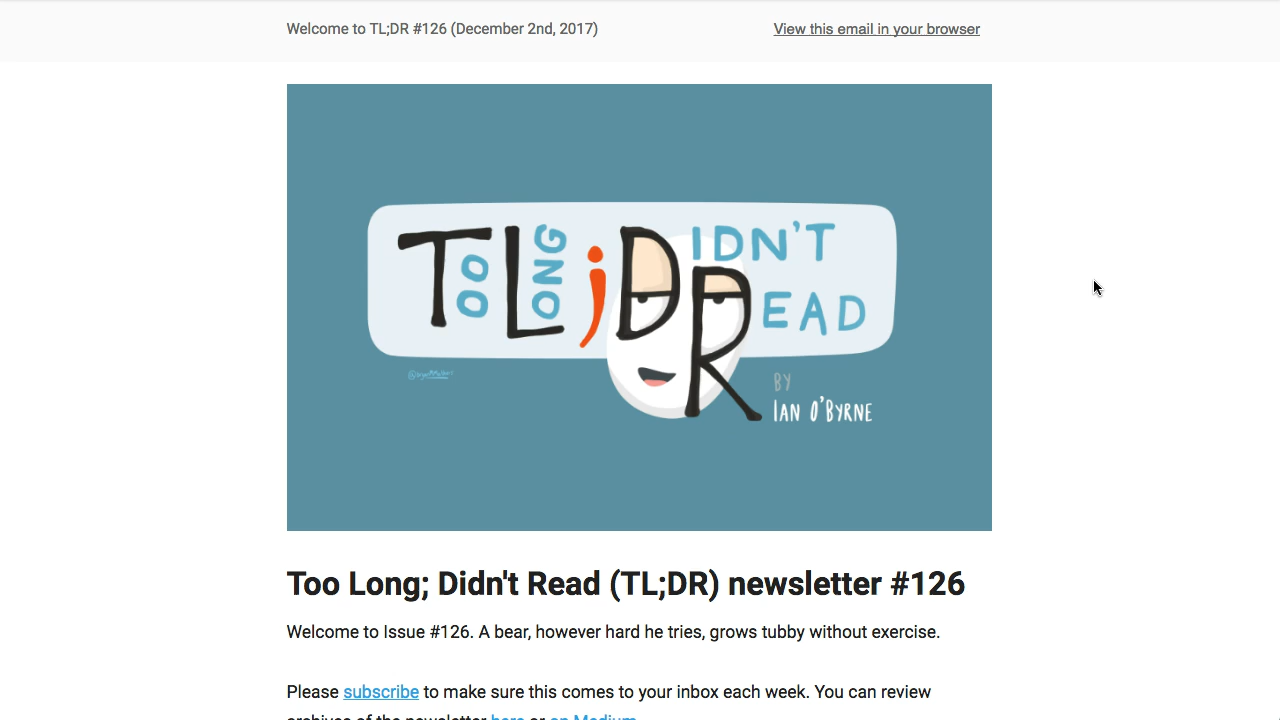 Welcome to TL;DR #126 (December 2nd, 2017)
View this email in your browser
TOO LONG; DIDN'T
READ
BY
IAN O'BYRNE
Too Long; Didn't Read (TL;DR) newsletter #126
Welcome to Issue #126. A bear, however hard he tries, grows tubby without exercise.
Please subscribe to make sure this comes to your inbox each week. You can review
archives of the newsletter here or on Medium.